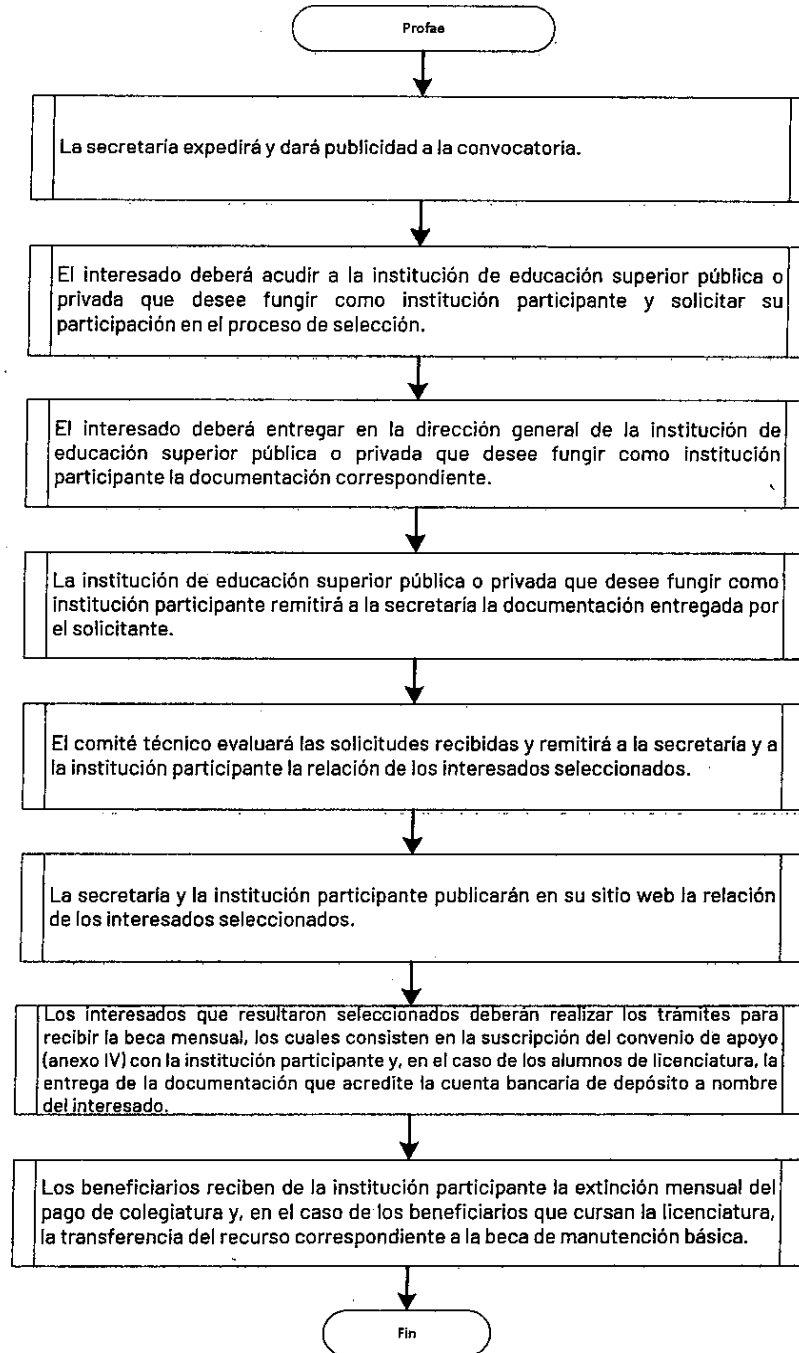 Profae
La secretaría expedirá y dará publicidad a la convocatoria.
El interesado deberá acudir a la institución de educación superior pública o
privada que desee fungir como institución participante y solicitar su
participación en el proceso de selección.
El interesado deberá entregar en la dirección general de la institución de
educación superior pública o privada que desee fungir como institución
participante la documentación correspondiente.
La institución de educación superior pública o privada que desee fungir como
institución participante remitirá a la secretaría la documentación entregada por
el solicitante.
El comité técnico evaluará las solicitudes recibidas y remitirá a la secretaría y a
la institución participante la relación de los interesados seleccionados.
La secretaría y la institución participante publicarán en su sitio web la relación
de los interesados seleccionados.
Los interesados que resultaron seleccionados deberán realizar los trámites para
recibir la beca mensual, los cuales consisten en la suscripción del convenio de apoyo
(anexo IV) con la institución participante y, en el caso de los alumnos de licenciatura, la
entrega de la documentación que acredite la cuenta bancaria de depósito a nombre
del interesado.
Los beneficiarios reciben de la institución participante la extinción mensual del
pago de colegiatura y, en el caso de los beneficiarios que cursan la licenciatura,
la transferencia del recurso correspondiente a la beca de manutención básica.
Fin